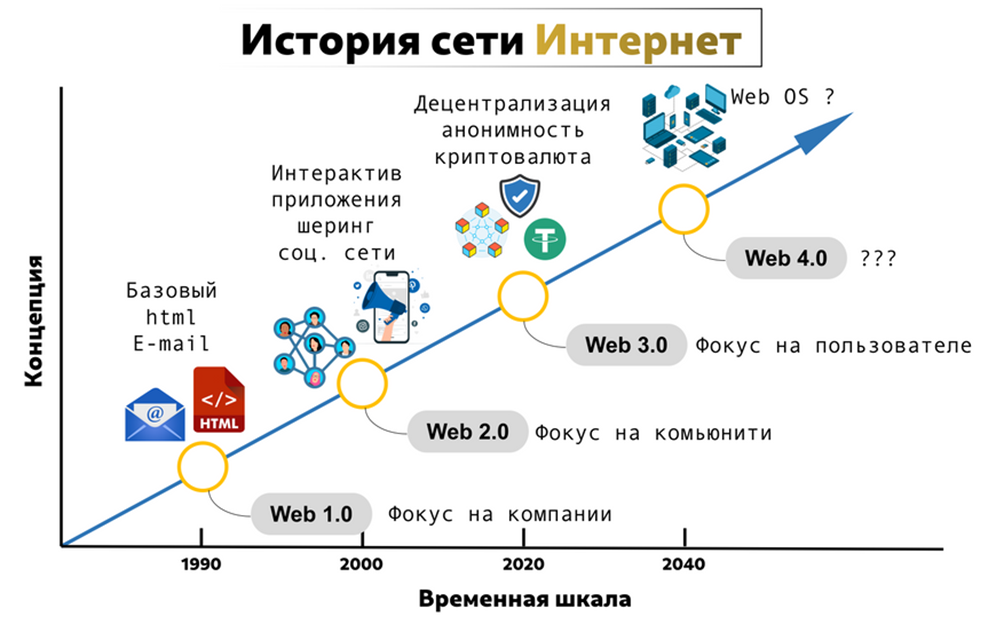 История сети Интернет
Децентрализация
анонимность
криптовалюта
Web OS ?
Интерактив
приложения
шеринг
соц. сети
Базовый
html
E-mail
@
</>
HTML
T
Концепция
Web 4.0 ???
Web 3.0 Фокус на пользователе
Web 2.0 Фокус на комьюнити
Web 1.0 Фокус на компании
1990 2000 2020 2040
Временная шкала